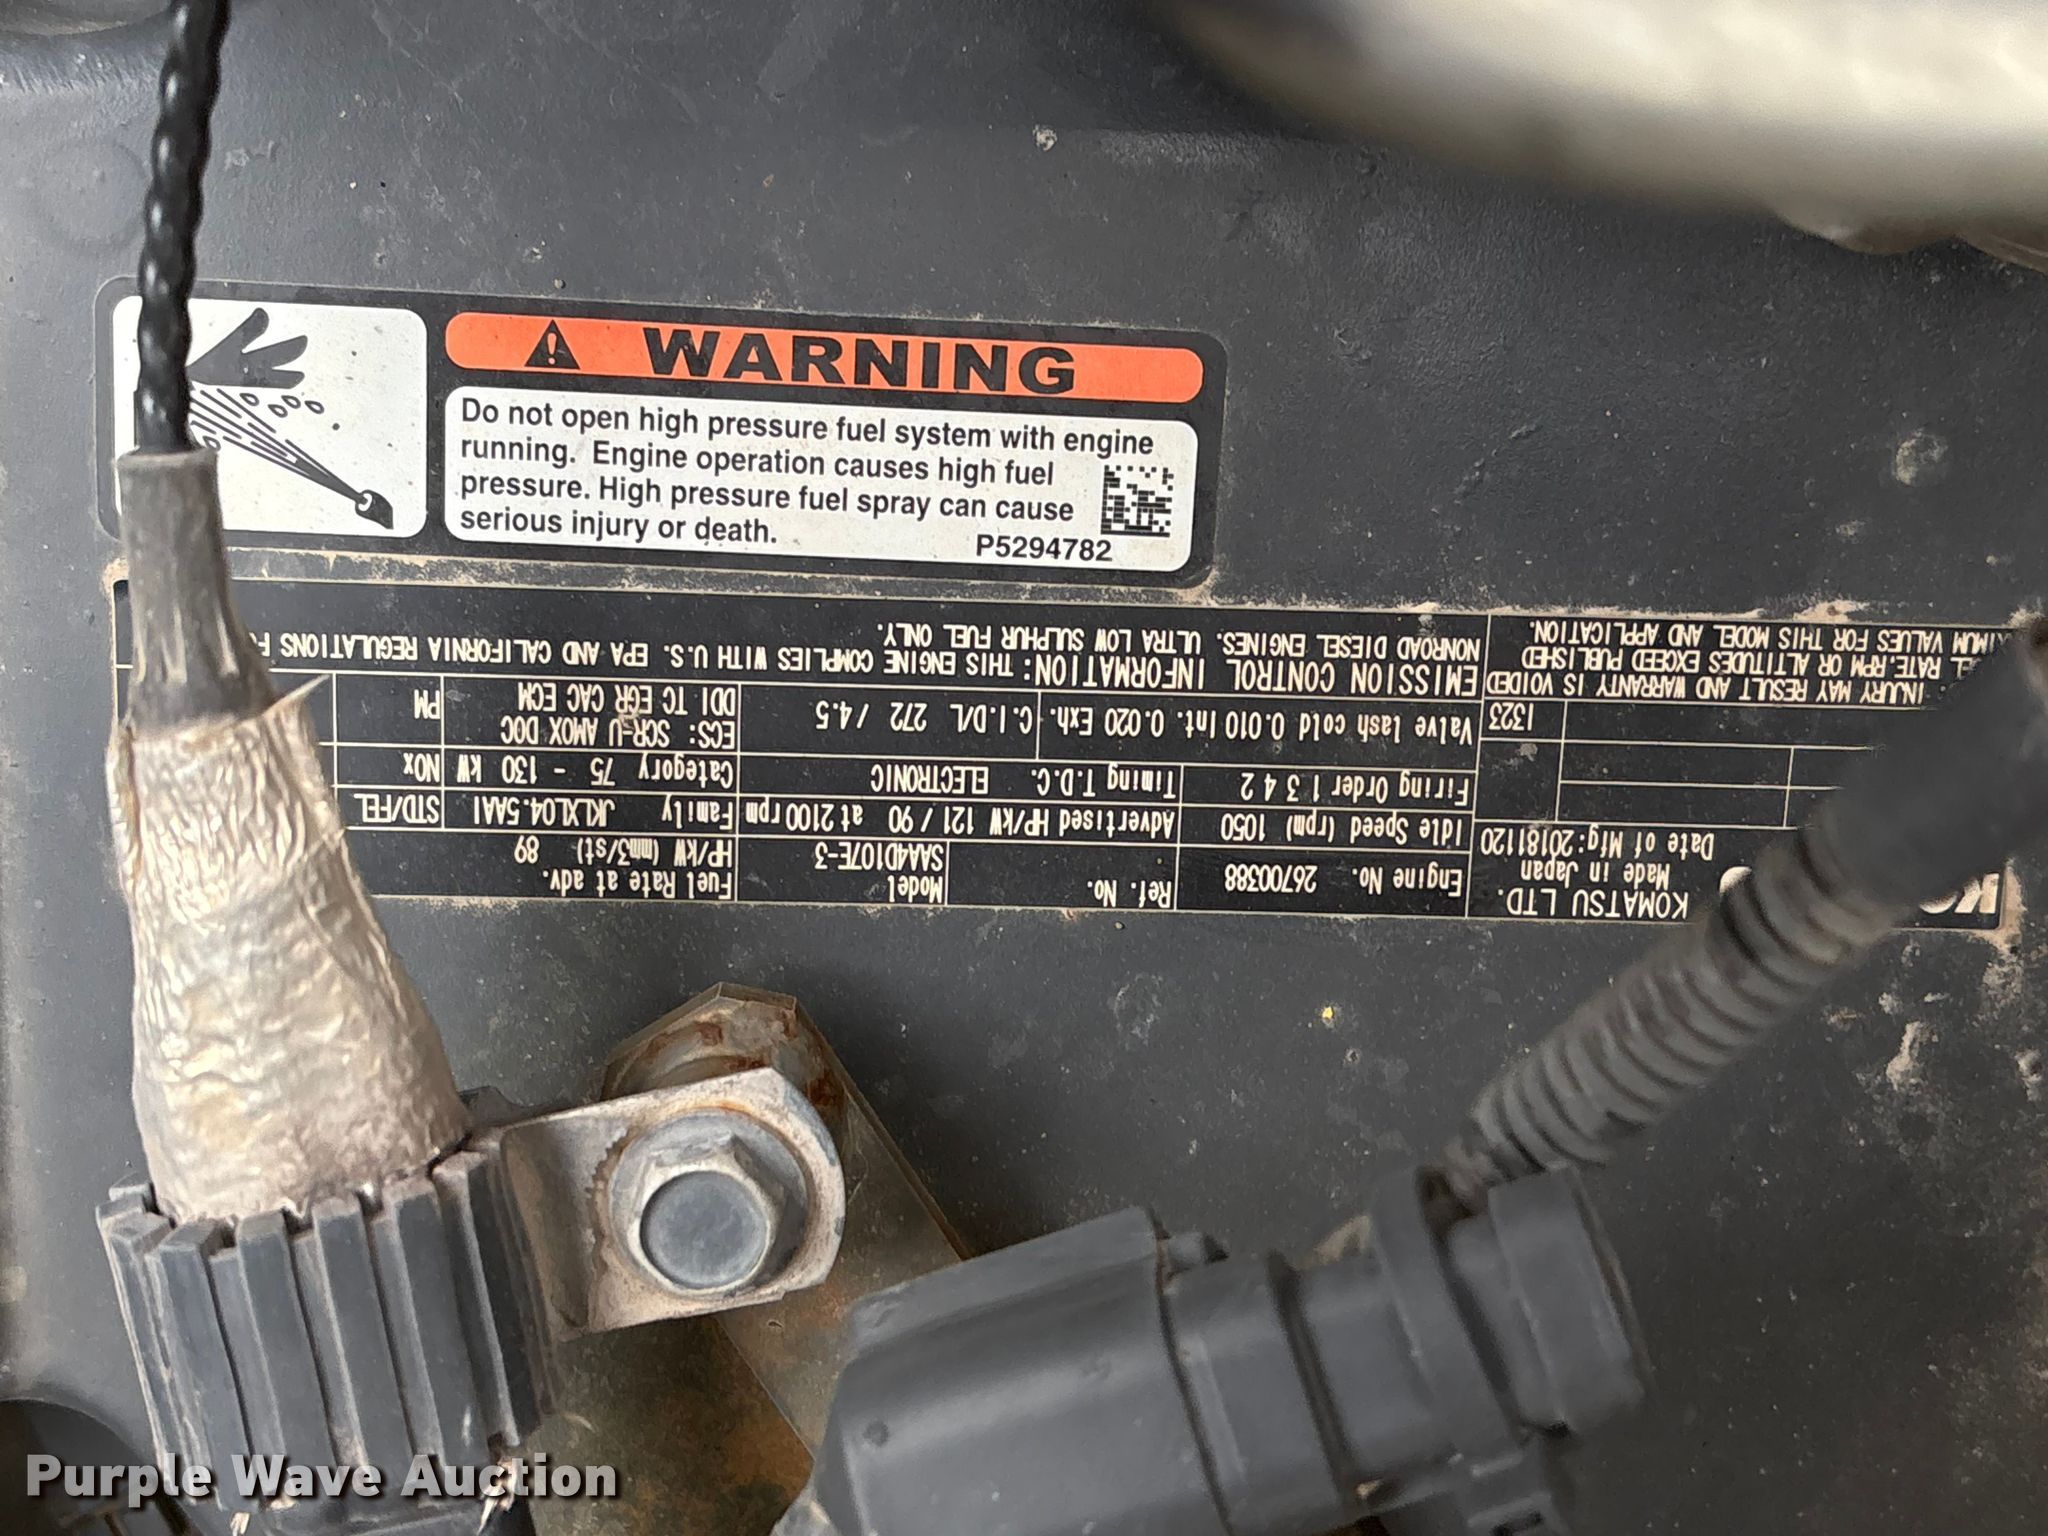 WARNING
Do not open high pressure fuel system with engine
running. Engine operation causes high fuel
pressure. High pressure fuel spray can cause
serious injury or death.
P5294782
KOMATSU LTD.
Made in Japan
Date of Mfg:20181120
1323
Engine No. 26700388
Ref. No.
Model
SAA4D107E-3
Fuel Rate at adv.
HP/kW (mm3/st) 89
Idle Speed (rpm) 1050
Advertised HP/kW 121 / 90 at 2100 rpm
Family JKLXL04.5AA1
STD/FEL
Firing Order 1 3 4 2
Timing T.D.C. ELECTRONIC
Category 75 - 130 kW
NOx
Valve lash cold 0.010 Int. 0.020 Exh.
C.I.D/L 272 / 4.5
ECS: SCR-U AMOX DOC
DDI TC EGR CAC ECM
PM
INJURY MAY RESULT AND WARRANTY IS VOIDED
RATE, RPM OR ALTITUDES EXCEED PUBLISHED
VALUES FOR THIS MODEL AND APPLICATION.
EMISSION CONTROL INFORMATION: THIS ENGINE COMPLIES WITH U.S. EPA AND CALIFORNIA REGULATIONS
NONROAD DIESEL ENGINES. ULTRA LOW SULPHUR FUEL ONLY.
Purple Wave Auction